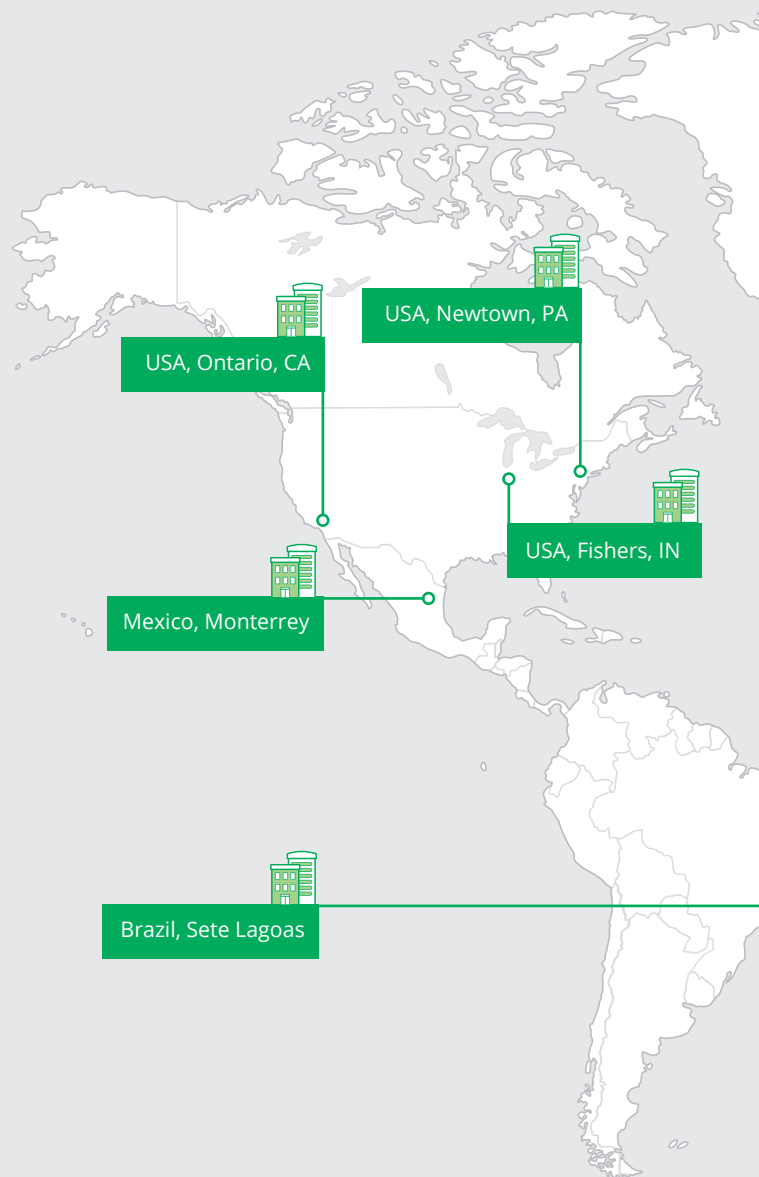 USA, Newtown, PA
USA, Ontario, CA
USA, Fishers, IN
Mexico, Monterrey
Brazil, Sete Lagoas